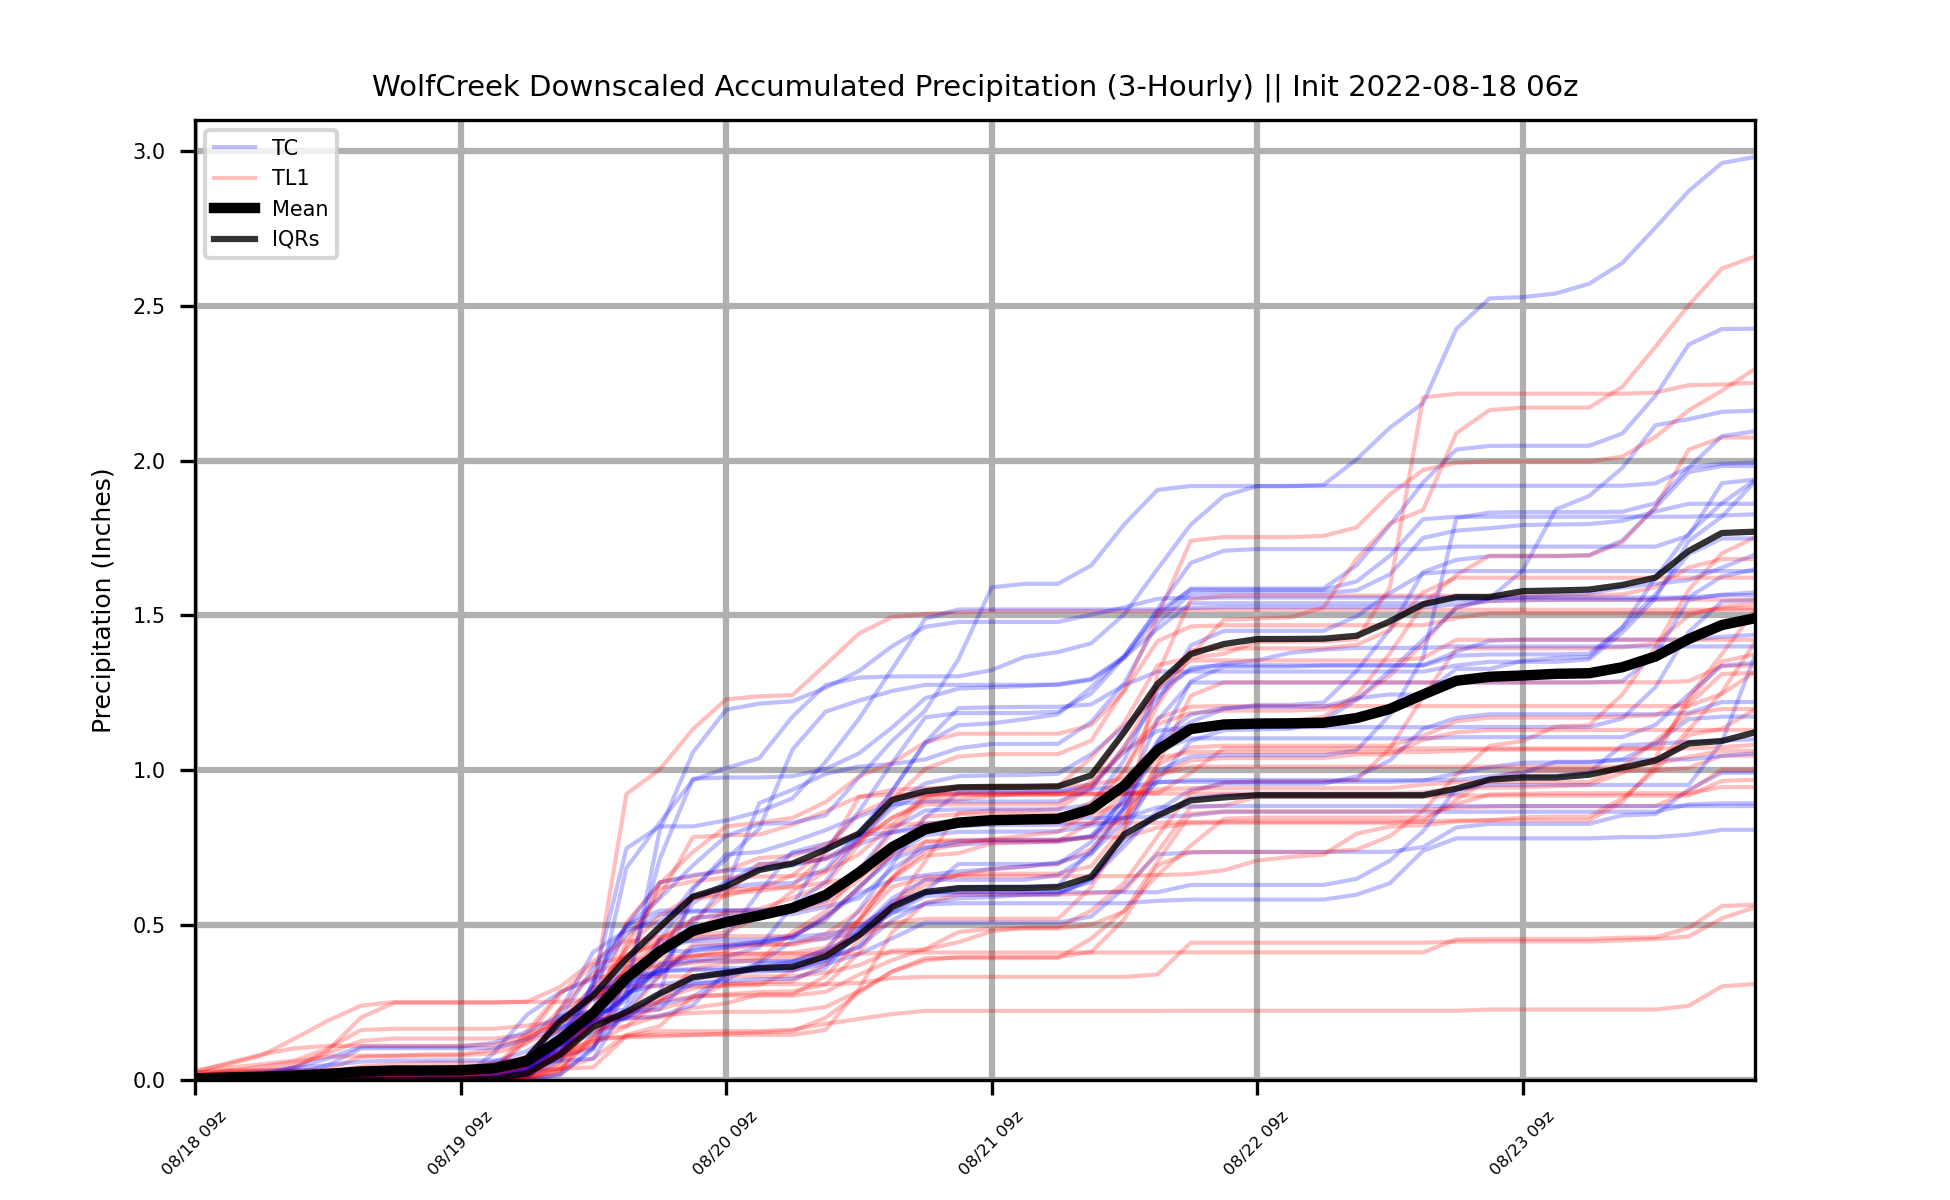 WolfCreek Downscaled Accumulated Precipitation (3-Hourly) || Init 2022-08-18 06z
TC
TL1
Mean
IQRs
Precipitation (Inches)
3.0
2.5
2.0
1.5
1.0
0.5
0.0
08/18 09z
08/19 09z
08/20 09z
08/21 09z
08/22 09z
08/23 09z